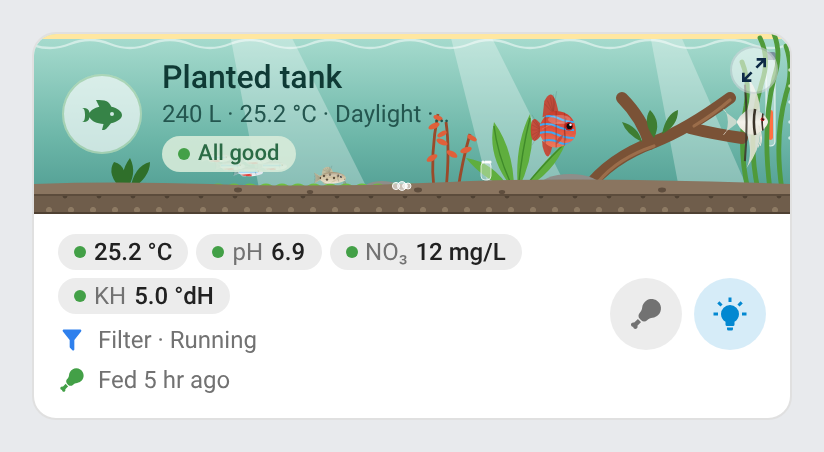 Planted tank
240 L · 25.2 °C · Daylight ·
All good
25.2 °C
pH 6.9
NO₃ 12 mg/L
KH 5.0 °dH
Filter · Running
Fed 5 hr ago